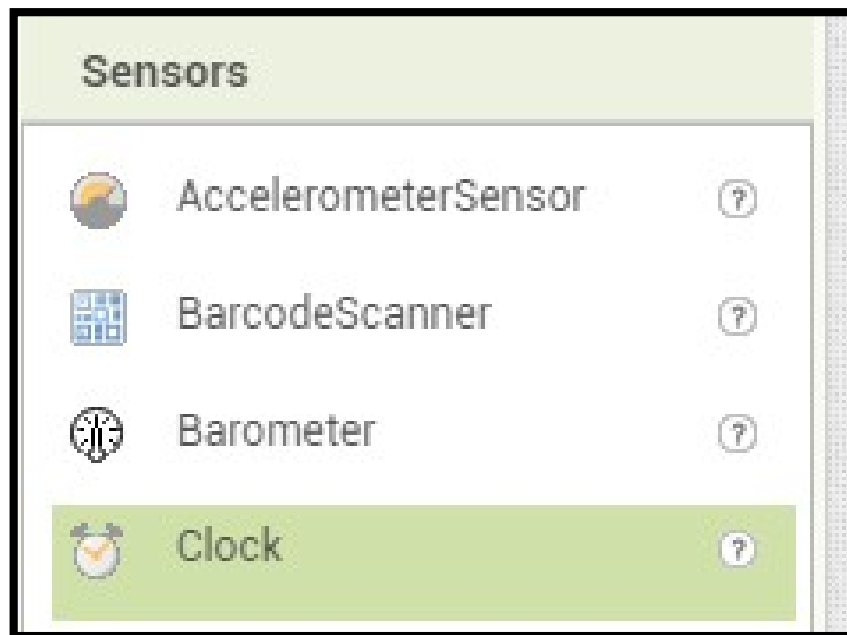 Sensors
AccelerometerSensor ?
BarcodeScanner ?
Barometer ?
Clock ?